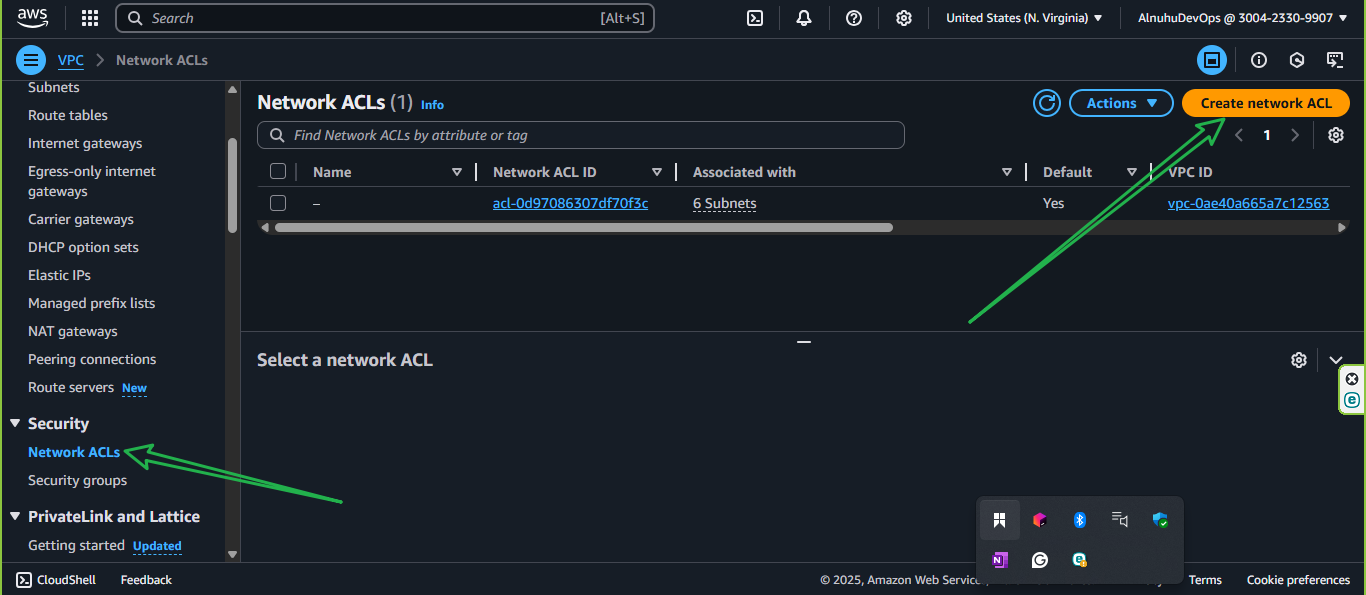 aws
Search [Alt+S]
United States (N. Virginia)
AlnuhuDevOps @ 3004-2330-9907
VPC
Network ACLs
Subnets
Route tables
Internet gateways
Egress-only internet
gateways
Carrier gateways
DHCP option sets
Elastic IPs
Managed prefix lists
NAT gateways
Peering connections
Route servers New
Security
Network ACLs
Security groups
PrivateLink and Lattice
Getting started Updated
Network ACLs (1) Info
Actions
Create network ACL
Find Network ACLs by attribute or tag
1
Name Network ACL ID Associated with Default VPC ID
– acl-0d97086307df70f3c 6 Subnets Yes vpc-0ae40a665a7c12563
Select a network ACL
CloudShell Feedback
© 2025, Amazon Web Service
Terms Cookie preferences